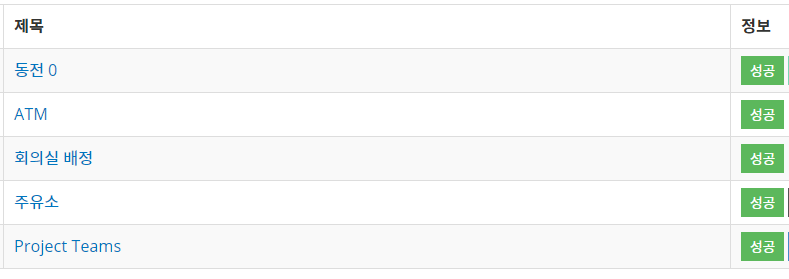 제목 정보
동전 0 성공
ATM 성공
회의실 배정 성공
주유소 성공
Project Teams 성공